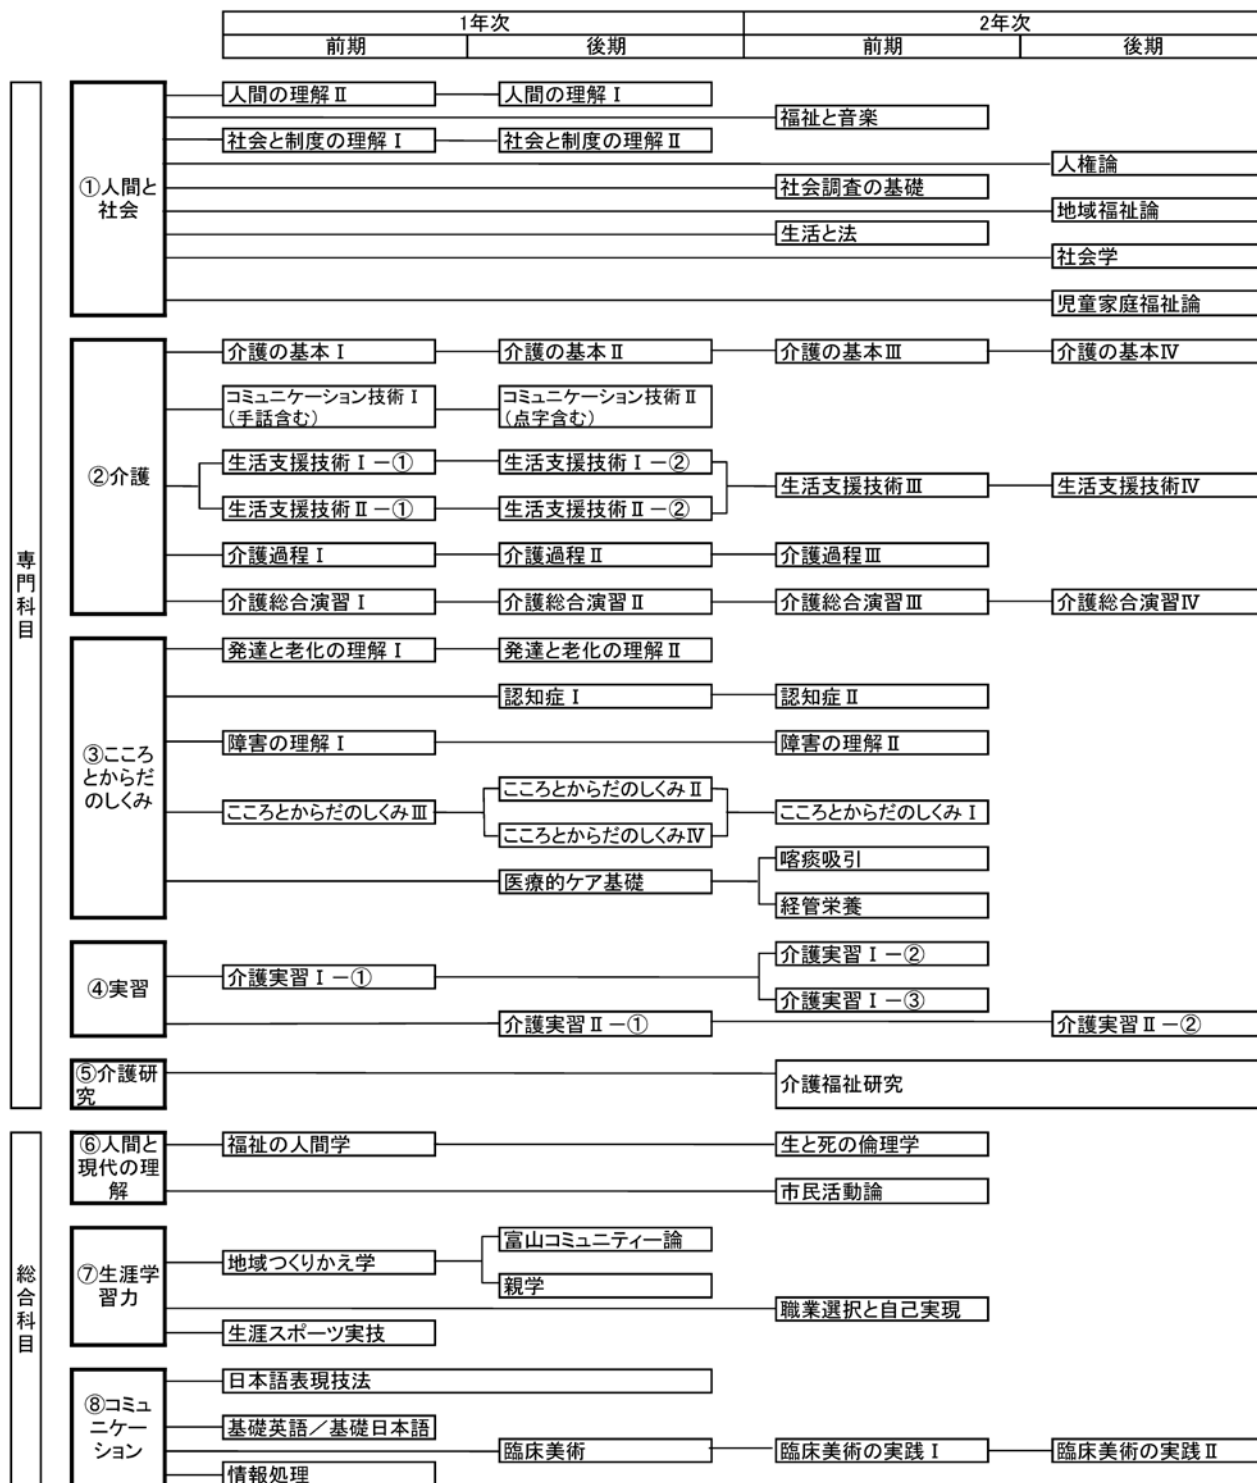 1年次
2年次
前期
後期
前期
後期
専門科目
①人間と
社会
人間の理解Ⅱ
人間の理解Ⅰ
福祉と音楽
社会と制度の理解Ⅰ
社会と制度の理解Ⅱ
人権論
社会調査の基礎
地域福祉論
生活と法
社会学
児童家庭福祉論
②介護
介護の基本Ⅰ
介護の基本Ⅱ
介護の基本Ⅲ
介護の基本Ⅳ
コミュニケーション技術Ⅰ
(手話含む)
コミュニケーション技術Ⅱ
(点字含む)
生活支援技術Ⅰ－①
生活支援技術Ⅰ－②
生活支援技術Ⅲ
生活支援技術Ⅳ
生活支援技術Ⅱ－①
生活支援技術Ⅱ－②
介護過程Ⅰ
介護過程Ⅱ
介護過程Ⅲ
介護総合演習Ⅰ
介護総合演習Ⅱ
介護総合演習Ⅲ
介護総合演習Ⅳ
③こころ
とからだ
のしくみ
発達と老化の理解Ⅰ
発達と老化の理解Ⅱ
認知症Ⅰ
認知症Ⅱ
障害の理解Ⅰ
障害の理解Ⅱ
こころとからだのしくみⅢ
こころとからだのしくみⅡ
こころとからだのしくみⅣ
こころとからだのしくみⅠ
医療的ケア基礎
喀痰吸引
経管栄養
④実習
介護実習Ⅰ－①
介護実習Ⅰ－②
介護実習Ⅰ－③
介護実習Ⅱ－①
介護実習Ⅱ－②
⑤介護研
究
介護福祉研究
総合科目
⑥人間と
現代の理
解
福祉の人間学
生と死の倫理学
市民活動論
⑦生涯学
習力
地域つくりかえ学
富山コミュニティー論
親学
職業選択と自己実現
生涯スポーツ実技
⑧コミュ
ニケー
ション
日本語表現技法
基礎英語／基礎日本語
臨床美術
臨床美術の実践Ⅰ
臨床美術の実践Ⅱ
情報処理